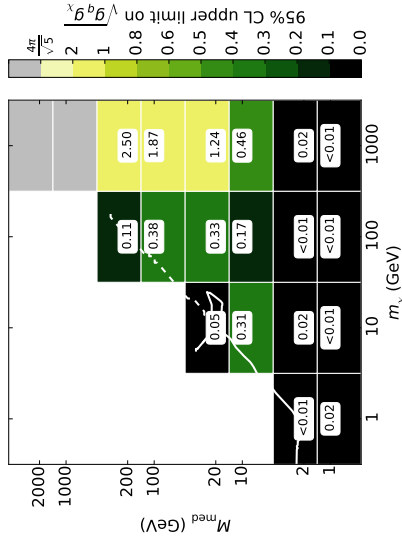 M_med (GeV)
2000
1000
200
100
20
10
2
1
0.11 2.50
0.38 1.87
0.05 0.33 1.24
0.31 0.17 0.46
<0.01 0.02 <0.01 0.02
0.02 <0.01 <0.01 <0.01
1 10 100 1000
m_χ (GeV)
4π/√5
2
1
0.8
0.6
0.5
0.4
0.3
0.2
0.1
0.0
95% CL upper limit on √(g_q g_χ)